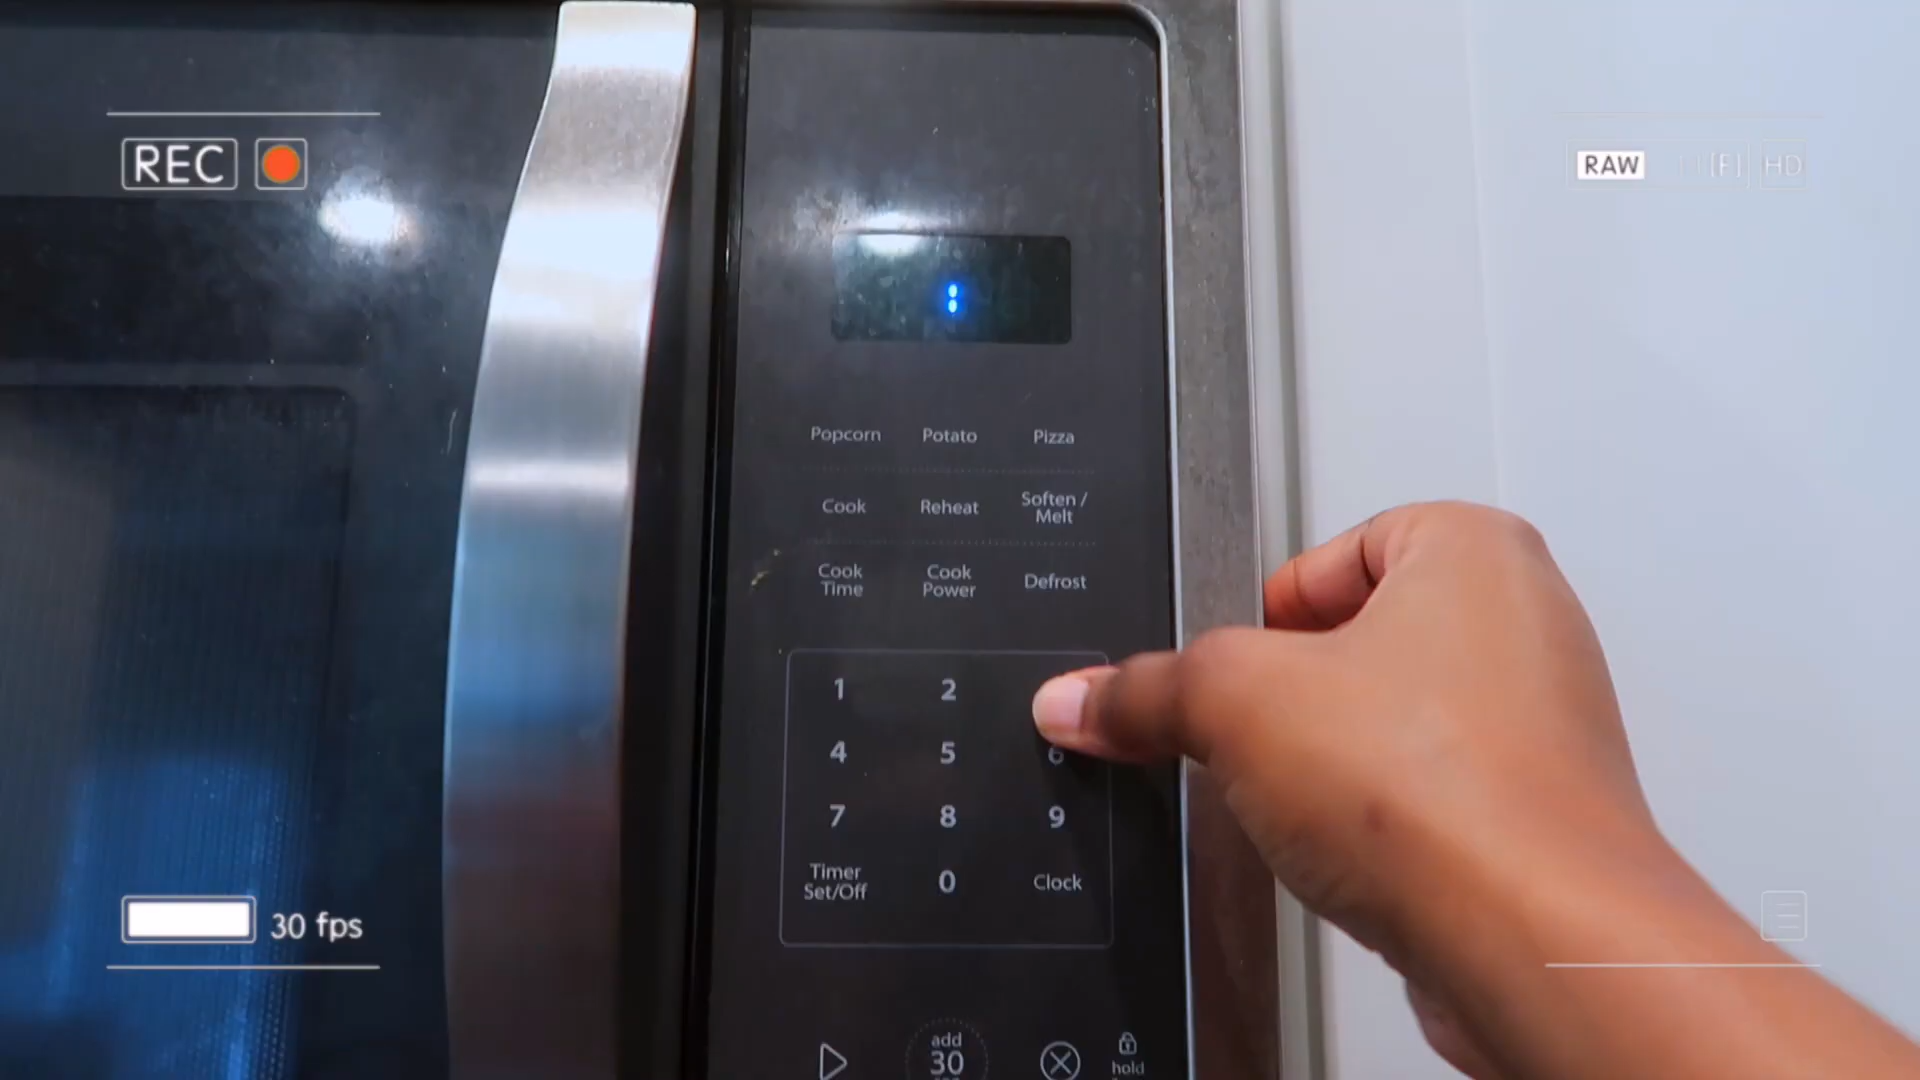 REC
RAW
[F]
HD
:
Popcorn Potato Pizza
Cook Reheat Soften /
Melt
Cook Cook Defrost
Time Power
1 2
4 5 6
7 8 9
Timer
Set/Off 0 Clock
add
30
hold
30 fps